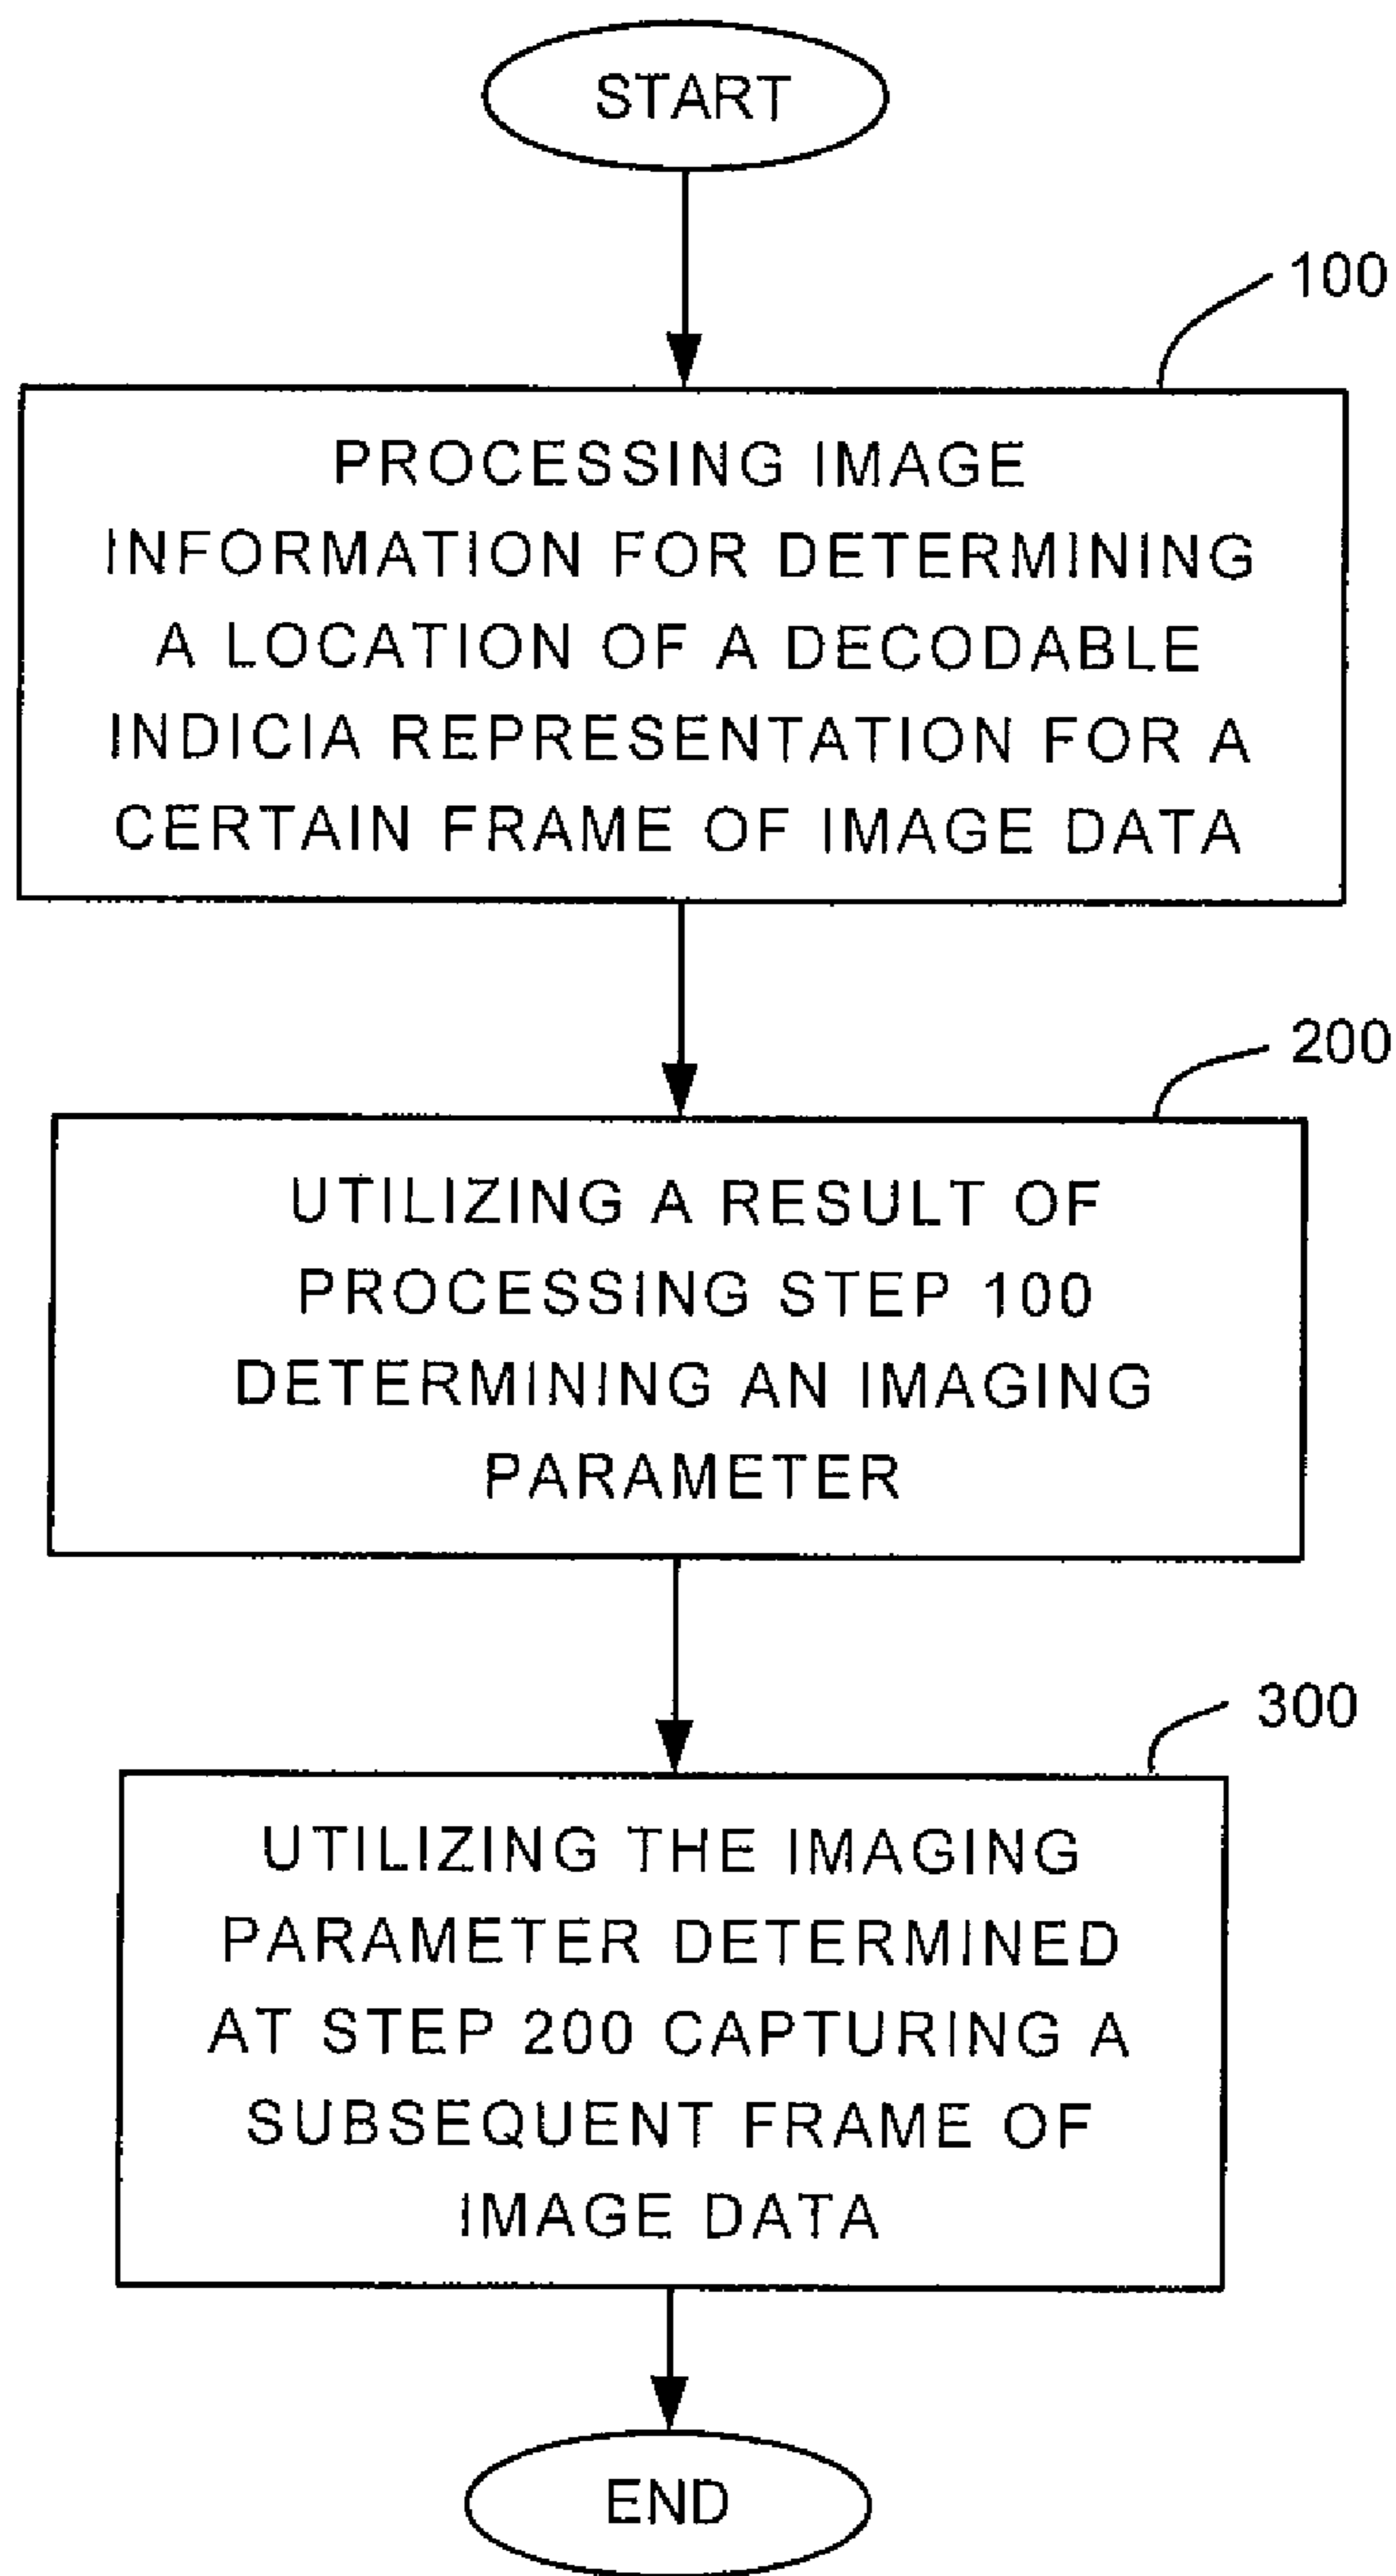 START
100
PROCESSING IMAGE
INFORMATION FOR DETERMINING
A LOCATION OF A DECODABLE
INDICIA REPRESENTATION FOR A
CERTAIN FRAME OF IMAGE DATA
200
UTILIZING A RESULT OF
PROCESSING STEP 100
DETERMINING AN IMAGING
PARAMETER
300
UTILIZING THE IMAGING
PARAMETER DETERMINED
AT STEP 200 CAPTURING A
SUBSEQUENT FRAME OF
IMAGE DATA
END